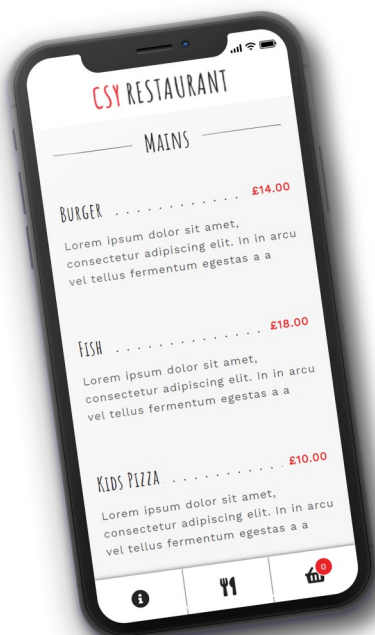 CSY RESTAURANT
MAINS
BURGER . . . . . . . . . . . . £14.00
Lorem ipsum dolor sit amet,
consectetur adipiscing elit. In in arcu
vel tellus fermentum egestas a a
FISH . . . . . . . . . . . . . . £18.00
Lorem ipsum dolor sit amet,
consectetur adipiscing elit. In in arcu
vel tellus fermentum egestas a a
KIDS PIZZA . . . . . . . . . . . £10.00
Lorem ipsum dolor sit amet,
consectetur adipiscing elit. In in arcu
vel tellus fermentum egestas a a
0